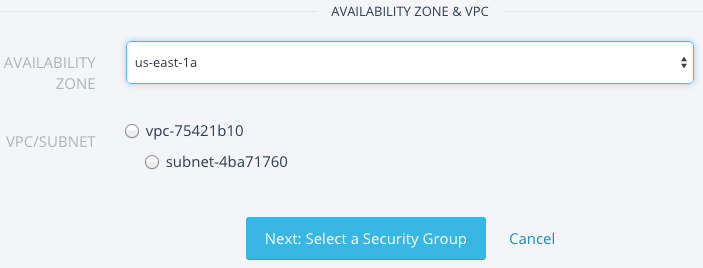 AVAILABILITY ZONE & VPC
AVAILABILITY
ZONE
us-east-1a
VPC/SUBNET
vpc-75421b10
subnet-4ba71760
Next: Select a Security Group
Cancel